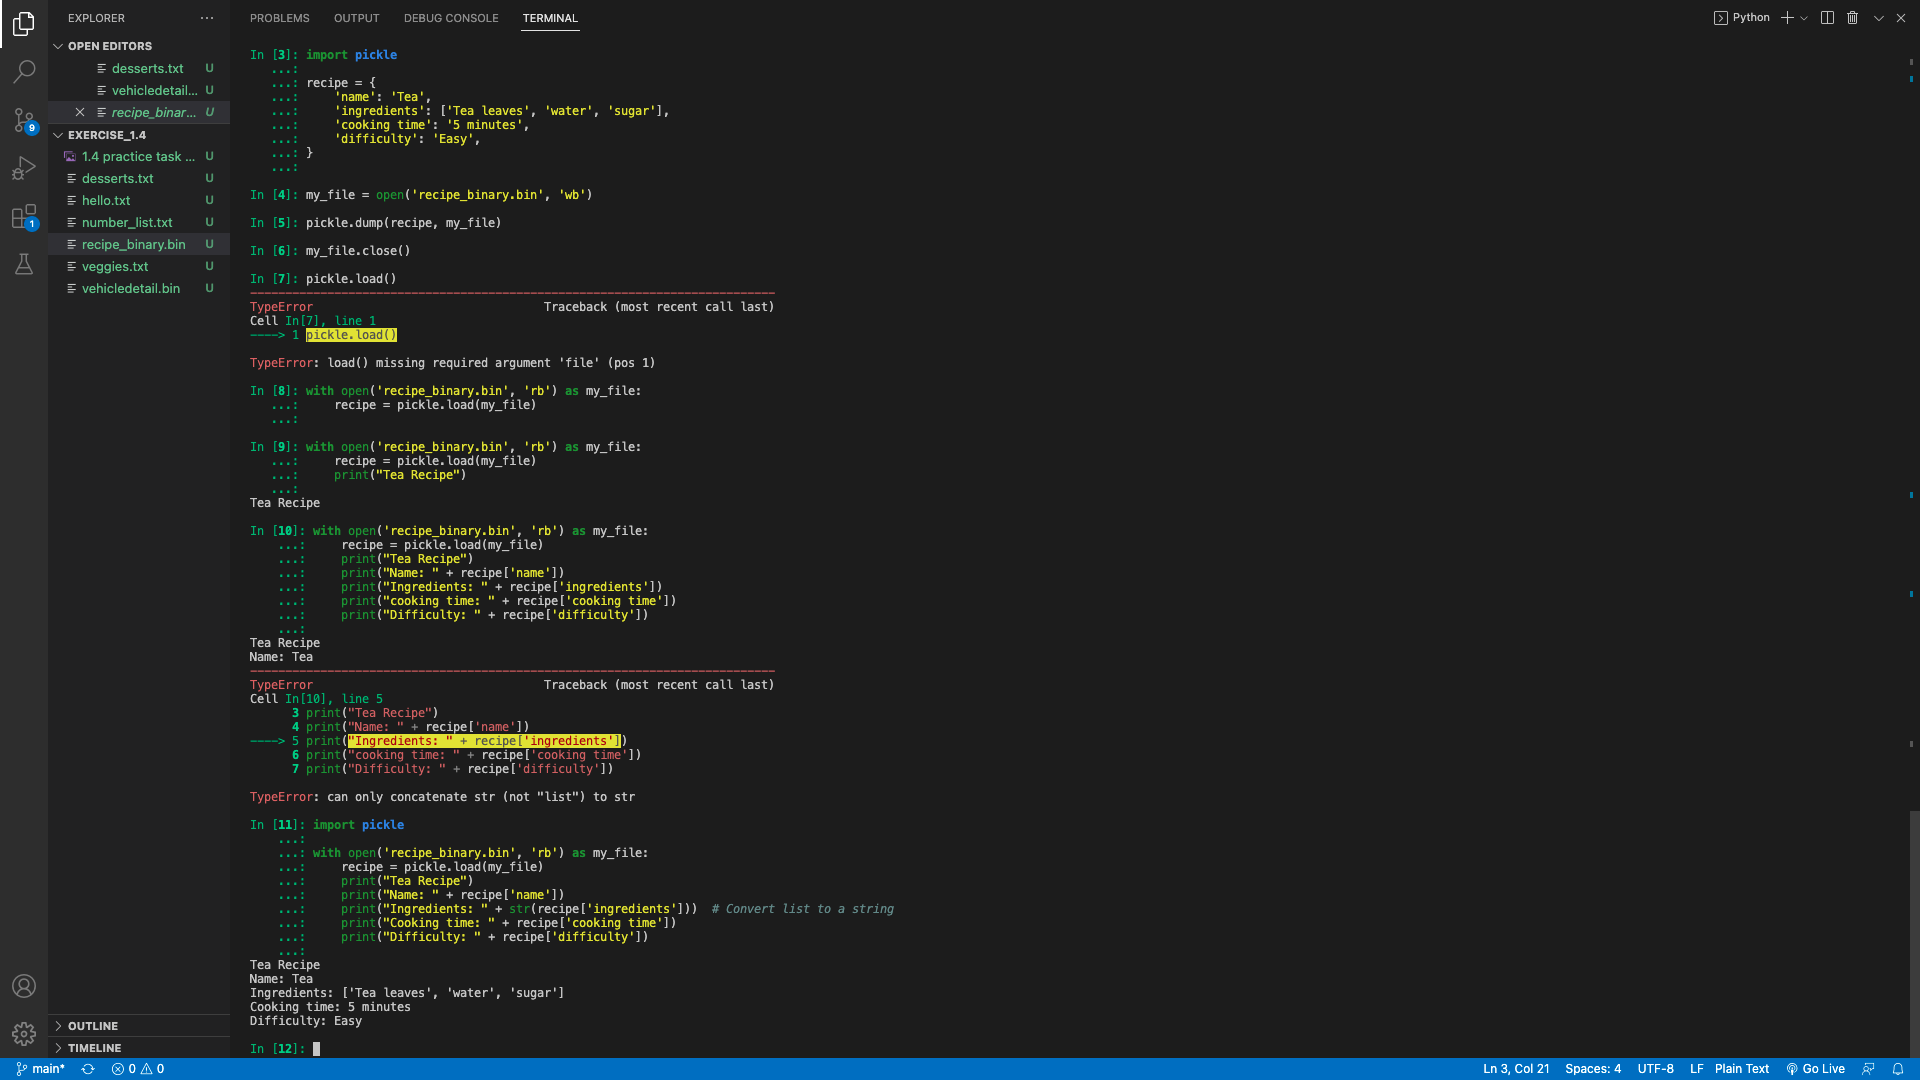 EXPLORER
OPEN EDITORS
desserts.txt U
vehicledetail... U
recipe_binar... U
EXERCISE_1.4
1.4 practice task ... U
desserts.txt U
hello.txt U
number_list.txt U
recipe_binary.bin U
veggies.txt U
vehicledetail.bin U
OUTLINE
TIMELINE
9
1
PROBLEMS OUTPUT DEBUG CONSOLE TERMINAL
Python
In [3]: import pickle
...:
...: recipe = {
...:     'name': 'Tea',
...:     'ingredients': ['Tea leaves', 'water', 'sugar'],
...:     'cooking time': '5 minutes',
...:     'difficulty': 'Easy',
...: }
...:
In [4]: my_file = open('recipe_binary.bin', 'wb')
In [5]: pickle.dump(recipe, my_file)
In [6]: my_file.close()
In [7]: pickle.load()
TypeError Traceback (most recent call last)
Cell In[7], line 1
----> 1 pickle.load()
TypeError: load() missing required argument 'file' (pos 1)
In [8]: with open('recipe_binary.bin', 'rb') as my_file:
...:     recipe = pickle.load(my_file)
...:
In [9]: with open('recipe_binary.bin', 'rb') as my_file:
...:     recipe = pickle.load(my_file)
...:     print("Tea Recipe")
...:
Tea Recipe
In [10]: with open('recipe_binary.bin', 'rb') as my_file:
...:     recipe = pickle.load(my_file)
...:     print("Tea Recipe")
...:     print("Name: " + recipe['name'])
...:     print("Ingredients: " + recipe['ingredients'])
...:     print("cooking time: " + recipe['cooking time'])
...:     print("Difficulty: " + recipe['difficulty'])
...:
Tea Recipe
Name: Tea
TypeError Traceback (most recent call last)
Cell In[10], line 5
3 print("Tea Recipe")
4 print("Name: " + recipe['name'])
----> 5 print("Ingredients: " + recipe['ingredients'])
6 print("cooking time: " + recipe['cooking time'])
7 print("Difficulty: " + recipe['difficulty'])
TypeError: can only concatenate str (not "list") to str
In [11]: import pickle
...:
...: with open('recipe_binary.bin', 'rb') as my_file:
...:     recipe = pickle.load(my_file)
...:     print("Tea Recipe")
...:     print("Name: " + recipe['name'])
...:     print("Ingredients: " + str(recipe['ingredients']))  # Convert list to a string
...:     print("Cooking time: " + recipe['cooking time'])
...:     print("Difficulty: " + recipe['difficulty'])
...:
Tea Recipe
Name: Tea
Ingredients: ['Tea leaves', 'water', 'sugar']
Cooking time: 5 minutes
Difficulty: Easy
In [12]:
main* 0 0 Ln 3, Col 21 Spaces: 4 UTF-8 LF Plain Text Go Live